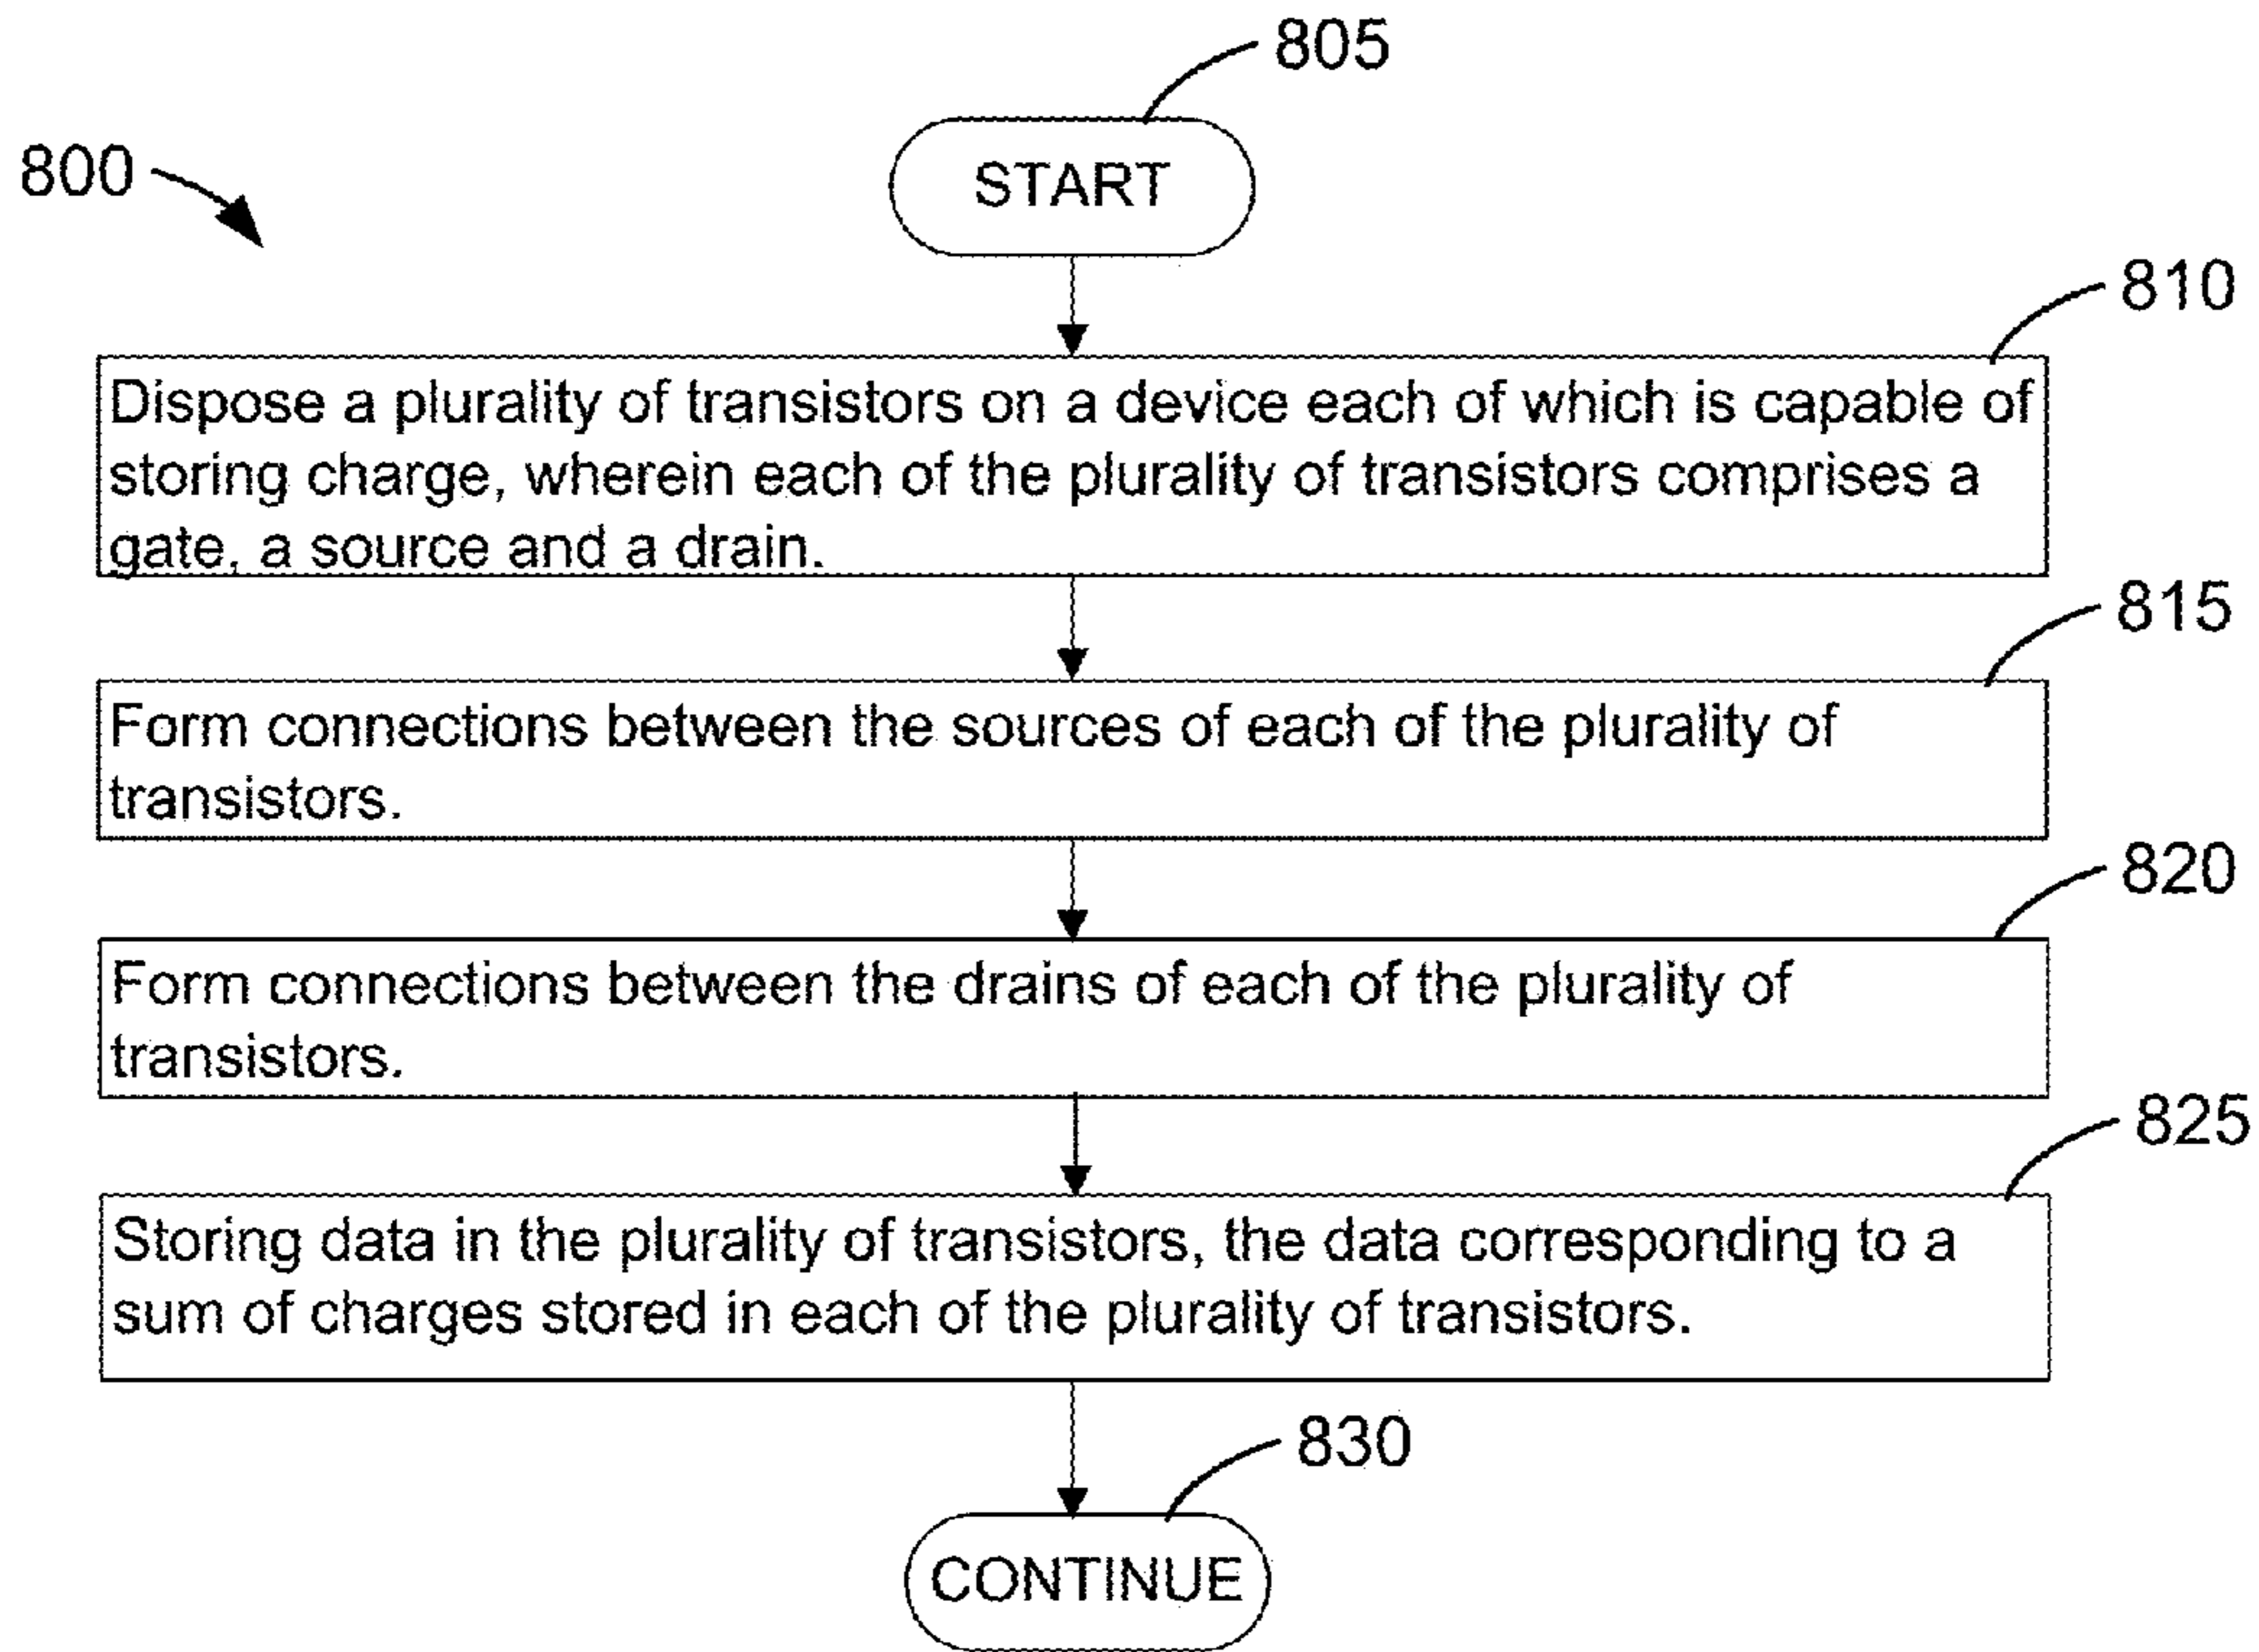 805
800
START
810
Dispose a plurality of transistors on a device each of which is capable of
storing charge, wherein each of the plurality of transistors comprises a
gate, a source and a drain.
815
Form connections between the sources of each of the plurality of
transistors.
820
Form connections between the drains of each of the plurality of
transistors.
825
Storing data in the plurality of transistors, the data corresponding to a
sum of charges stored in each of the plurality of transistors.
830
CONTINUE